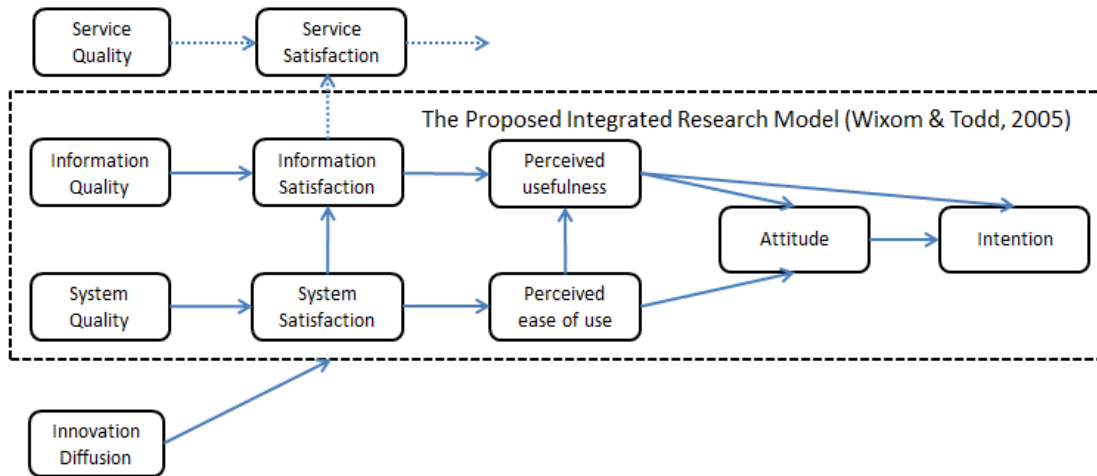 Service
Quality
Service
Satisfaction
The Proposed Integrated Research Model (Wixom & Todd, 2005)
Information
Quality
Information
Satisfaction
Perceived
usefulness
Attitude
Intention
System
Quality
System
Satisfaction
Perceived
ease of use
Innovation
Diffusion